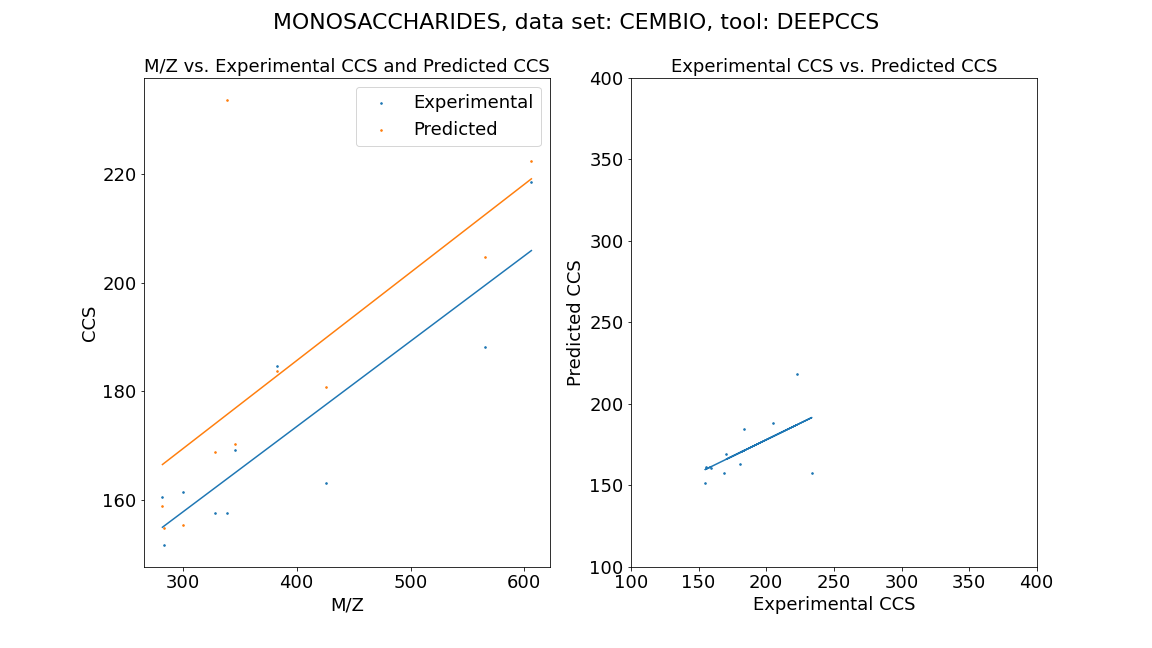 MONOSACCHARIDES, data set: CEMBIO, tool: DEEPCCS
M/Z vs. Experimental CCS and Predicted CCS
Experimental
Predicted
220
200
180
160
CCS
300 400 500 600
M/Z
Experimental CCS vs. Predicted CCS
400
350
300
250
200
150
100
Predicted CCS
100 150 200 250 300 350 400
Experimental CCS